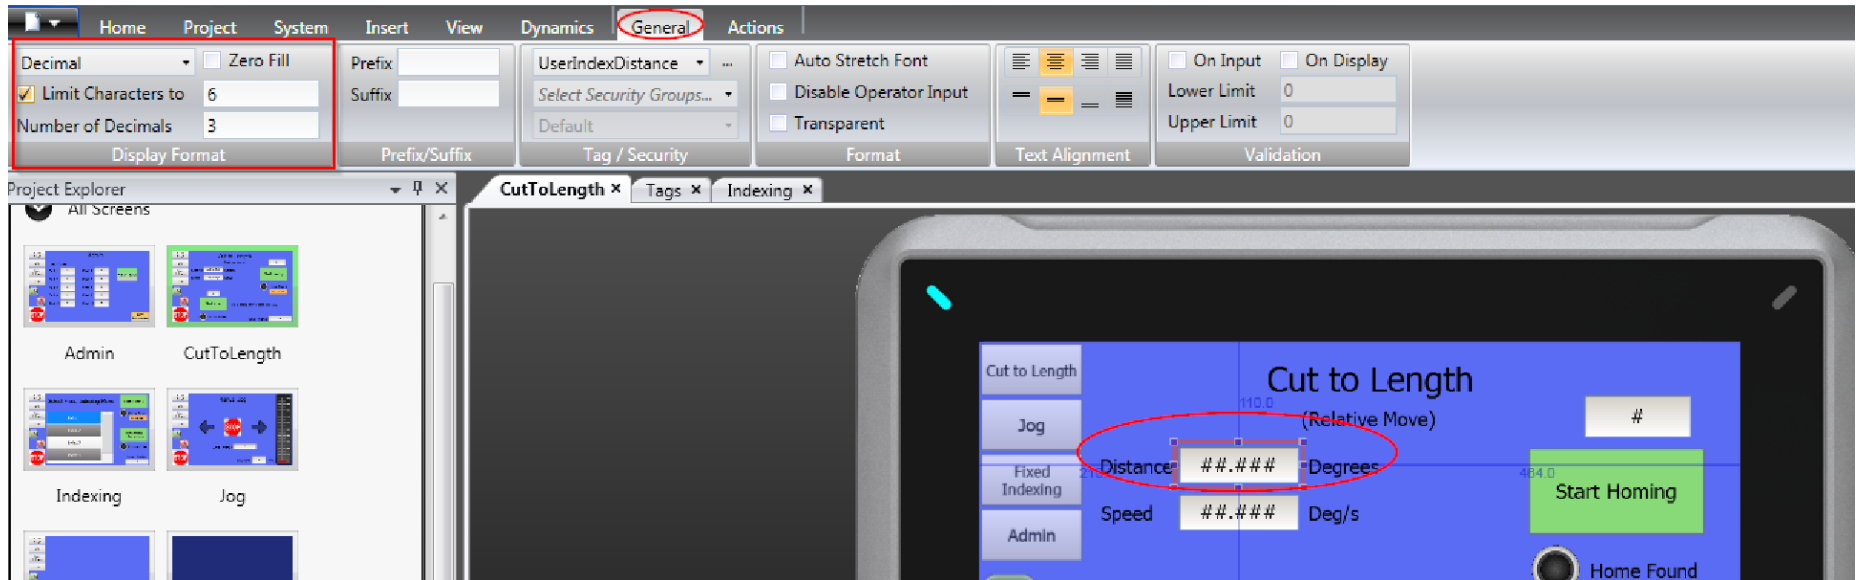 Home Project System Insert View Dynamics General Actions
Decimal Zero Fill Prefix UserIndexDistance ... Auto Stretch Font On Input On Display
Limit Characters to 6 Suffix Select Security Groups... Disable Operator Input Lower Limit 0
Number of Decimals 3 Default Transparent Upper Limit 0
Display Format Prefix/Suffix Tag / Security Format Text Alignment Validation
Project Explorer CutToLength Tags Indexing
All Screens
Admin CutToLength
Indexing Jog
Cut to Length
Jog
Fixed
Indexing
Admin
Cut to Length
110.0
(Relative Move) #
Distance ##.### Degrees
484.0
Speed ##.### Deg/s
Start Homing
Home Found